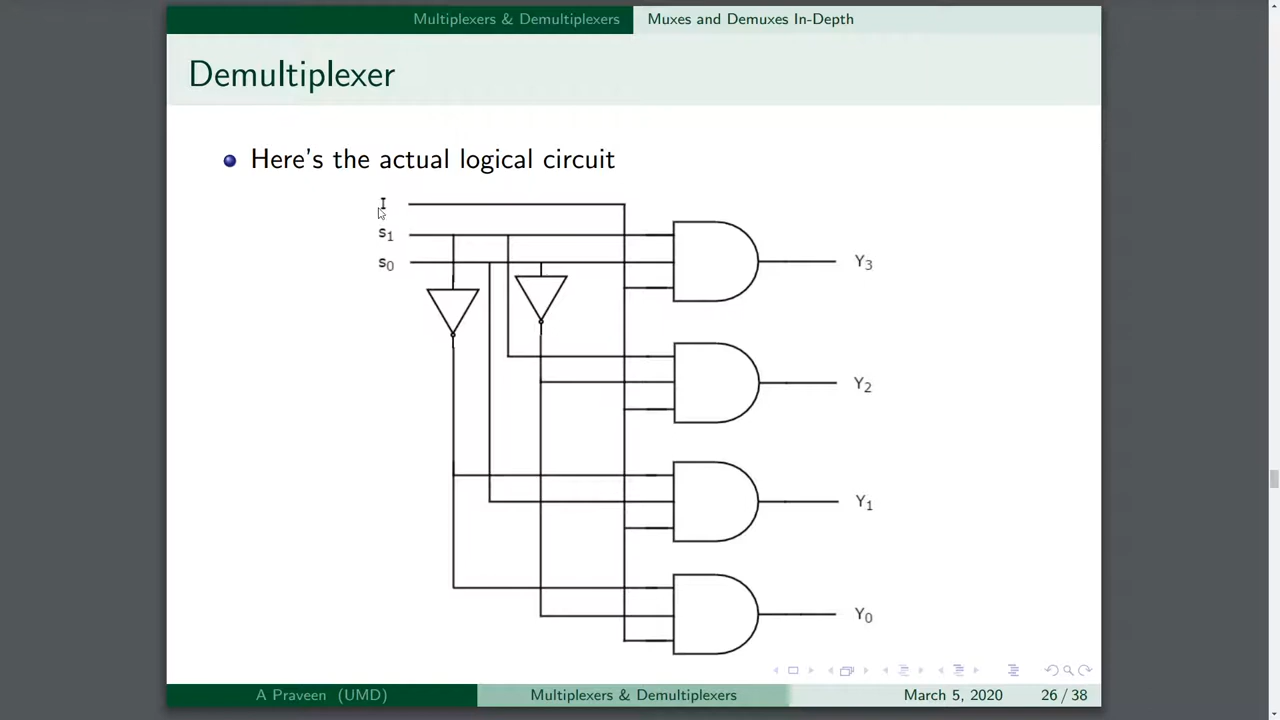 Multiplexers & Demultiplexers Muxes and Demuxes In-Depth
Demultiplexer
Here's the actual logical circuit
I
s1
s0
Y3
Y2
Y1
Y0
A Praveen (UMD) Multiplexers & Demultiplexers March 5, 2020 26 / 38